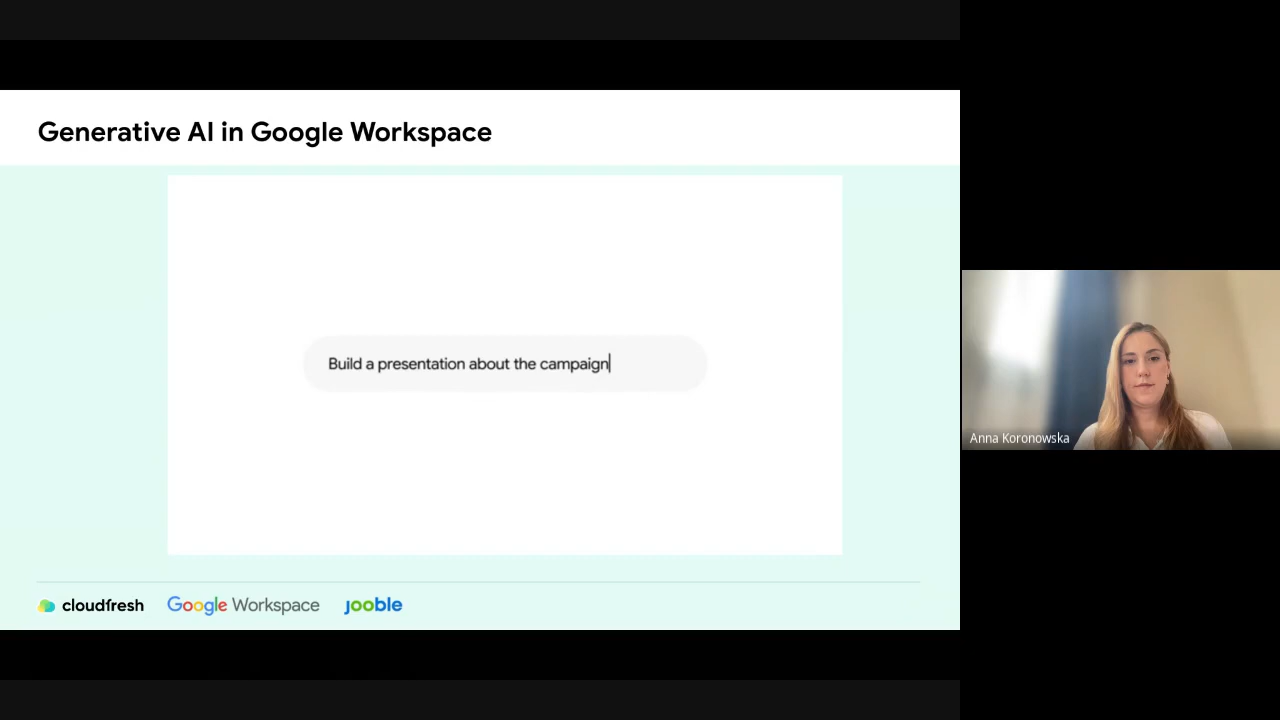 Generative AI in Google Workspace
Build a presentation about the campaign
Anna Koronowska
cloudfresh Google Workspace jooble